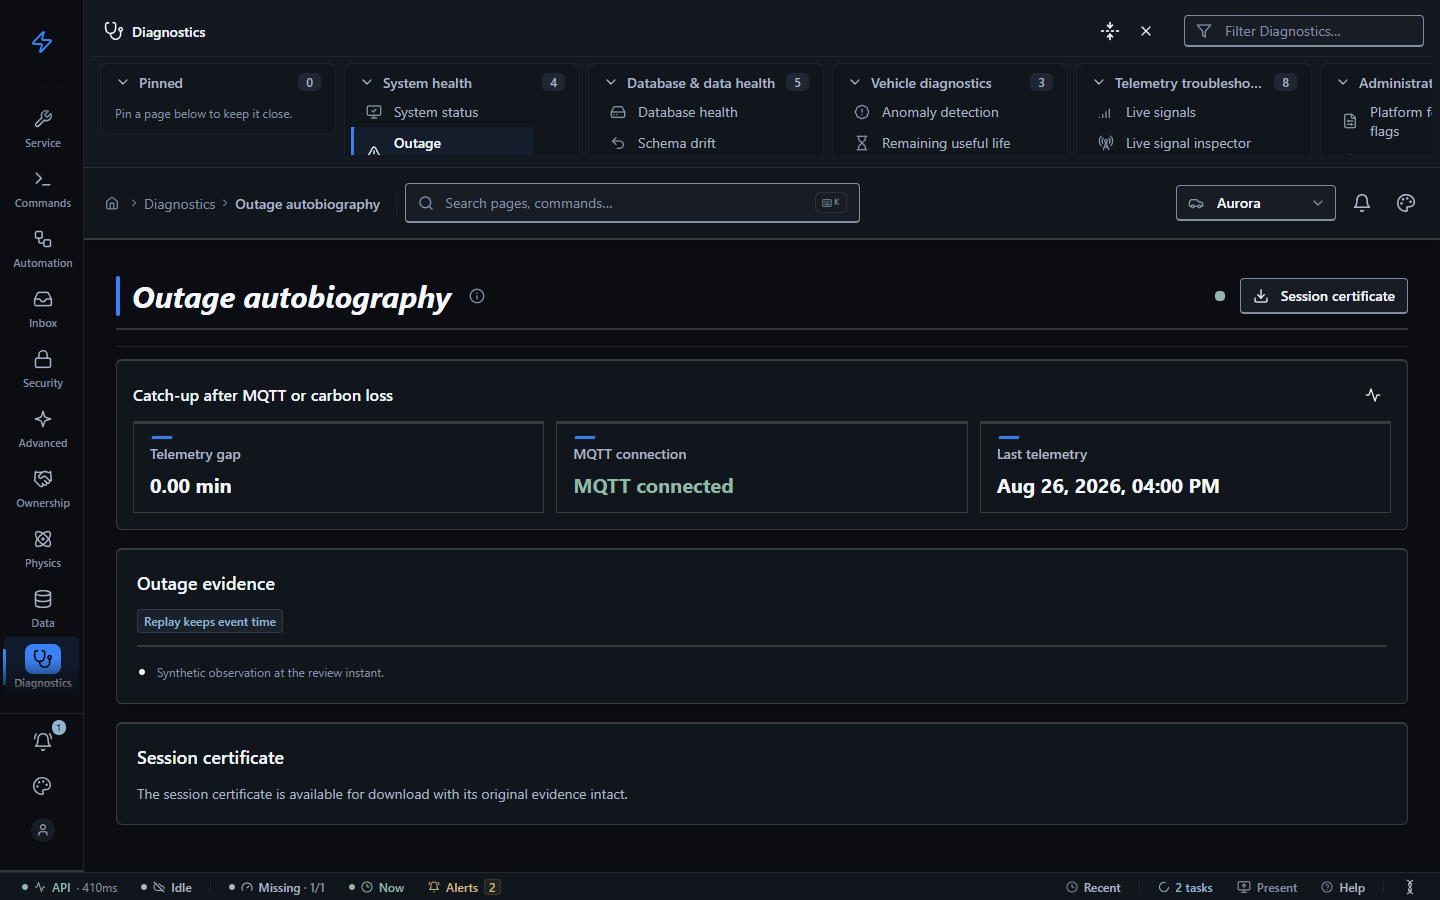 Diagnostics
Filter Diagnostics...
Pinned 0
Pin a page below to keep it close.
System health 4
System status
Outage
Database & data health 5
Database health
Schema drift
Vehicle diagnostics 3
Anomaly detection
Remaining useful life
Telemetry troublesho... 8
Live signals
Live signal inspector
Administrat
Platform f
flags
Service
Commands
Automation
Inbox
Security
Advanced
Ownership
Physics
Data
Diagnostics
1
Diagnostics
Outage autobiography
Search pages, commands...
K
Aurora
Outage autobiography
Session certificate
Catch-up after MQTT or carbon loss
Telemetry gap
0.00 min
MQTT connection
MQTT connected
Last telemetry
Aug 26, 2026, 04:00 PM
Outage evidence
Replay keeps event time
Synthetic observation at the review instant.
Session certificate
The session certificate is available for download with its original evidence intact.
API · 410ms
Idle
Missing · 1/1
Now
Alerts 2
Recent
2 tasks
Present
Help